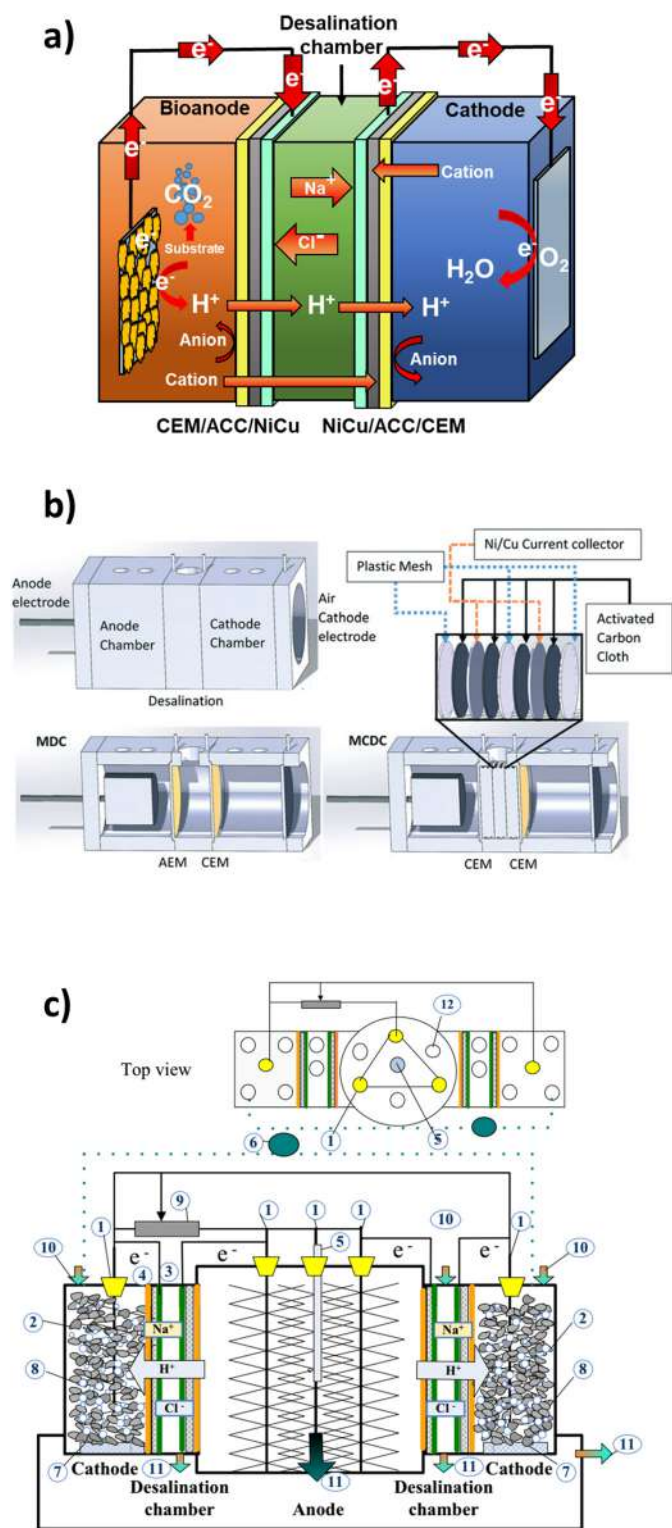 a)
Desalination
chamber
e⁻ e⁻
e⁻ e⁻ e⁻ e⁻
Bioanode Cathode
CO₂
Na⁺
Cation
e⁻
Substrate
Cl⁻
e⁻
H⁺ H⁺ H⁺
H₂O e⁻ O₂
Anion Anion
Cation
CEM/ACC/NiCu NiCu/ACC/CEM
b)
Ni/Cu Current collector
Plastic Mesh
Activated
Carbon
Cloth
Anode
electrode
Anode
Chamber
Cathode
Chamber
Air
Cathode
electrode
Desalination
MDC
AEM CEM
MCDC
CEM CEM
c)
12
Top view
1 5
6
9
1 1 1 1 10 1
5
10 e⁻ 4 3 e⁻ e⁻ e⁻ 10
2 Na⁺ Na⁺ 2
8 H⁺ H⁺ 8
Cl⁻ Cl⁻
11
7 11 11 11 7
Cathode Cathode
Desalination
chamber
Anode
Desalination
chamber